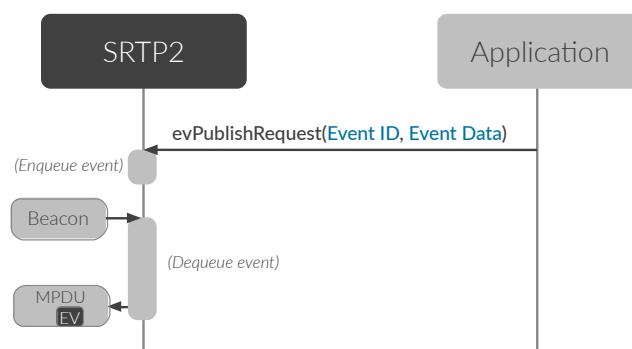 SRTP2
Application
evPublishRequest(Event ID, Event Data)
(Enqueue event)
Beacon
(Dequeue event)
MPDU
EV